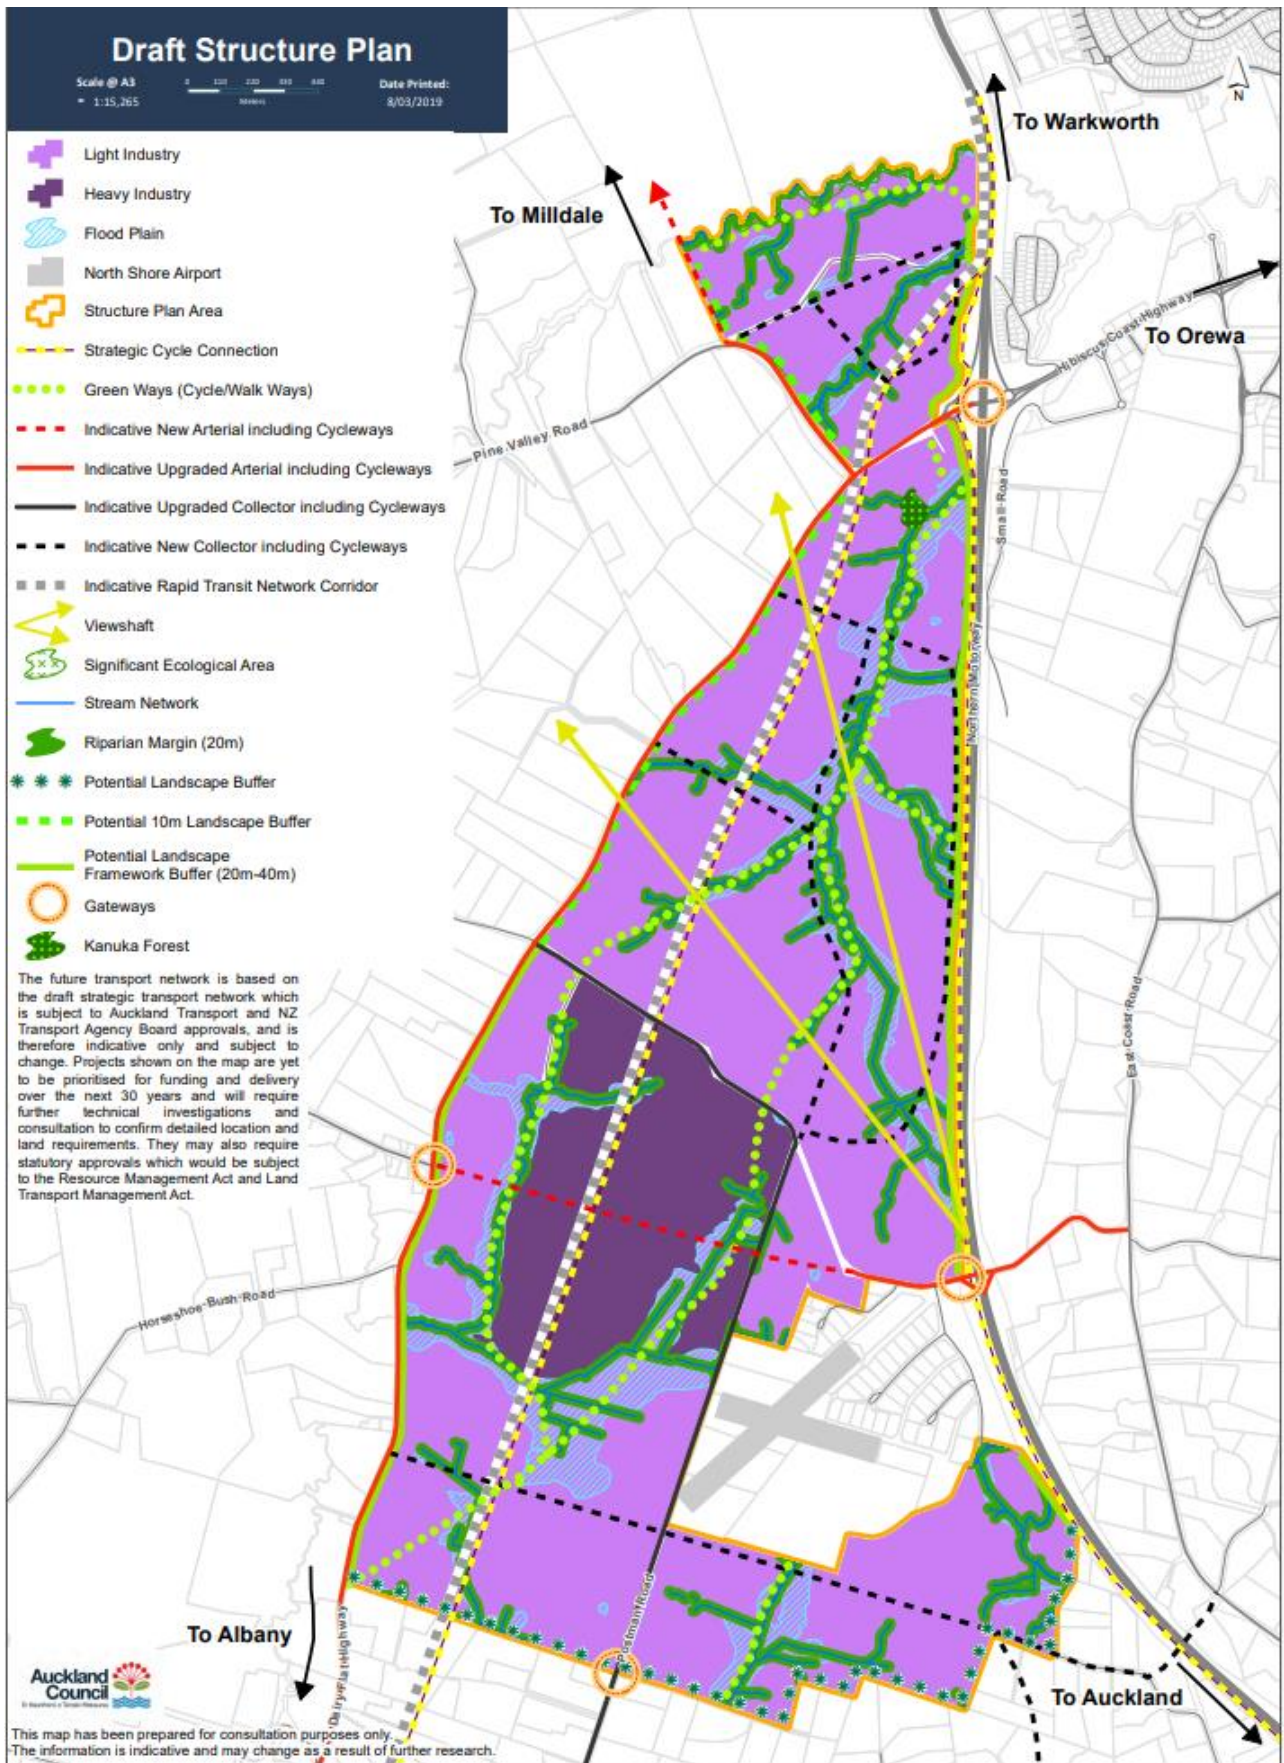 Draft Structure Plan
Scale @ A3
= 1:15,265
0 110 220 330 440
Meters
Date Printed:
8/03/2019
Light Industry
Heavy Industry
Flood Plain
North Shore Airport
Structure Plan Area
Strategic Cycle Connection
Green Ways (Cycle/Walk Ways)
Indicative New Arterial including Cycleways
Indicative Upgraded Arterial including Cycleways
Indicative Upgraded Collector including Cycleways
Indicative New Collector including Cycleways
Indicative Rapid Transit Network Corridor
Viewshaft
Significant Ecological Area
Stream Network
Riparian Margin (20m)
Potential Landscape Buffer
Potential 10m Landscape Buffer
Potential Landscape
Framework Buffer (20m-40m)
Gateways
Kanuka Forest
The future transport network is based on
the draft strategic transport network which
is subject to Auckland Transport and NZ
Transport Agency Board approvals, and is
therefore indicative only and subject to
change. Projects shown on the map are yet
to be prioritised for funding and delivery
over the next 30 years and will require
further technical investigations and
consultation to confirm detailed location and
land requirements. They may also require
statutory approvals which would be subject
to the Resource Management Act and Land
Transport Management Act.
N
To Warkworth
To Milldale
Hibiscus Coast Highway
To Orewa
Pine Valley Road
Small Road
Northern Motorway
East Coast Road
Horseshoe Bush Road
Postman Road
Dairy Flat Highway
To Albany
To Auckland
Auckland
Council
This map has been prepared for consultation purposes only.
The information is indicative and may change as a result of further research.